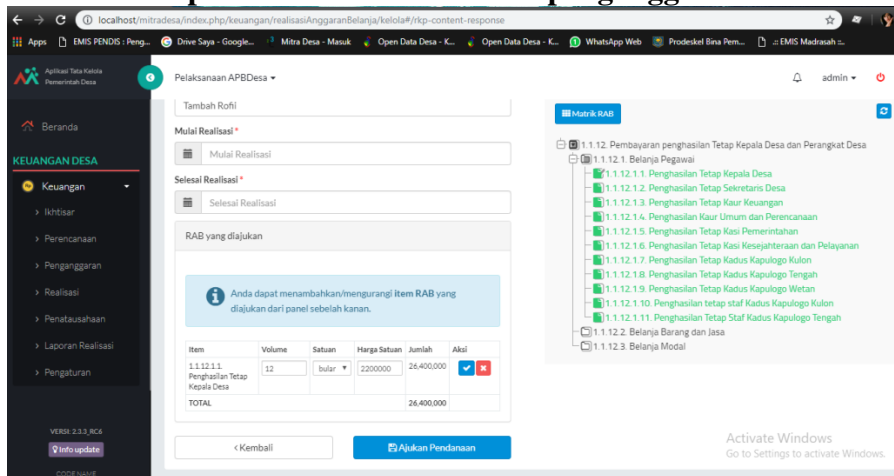 localhost/mitradesa/index.php/keuangan/realisasiAnggaranBelanja/kelola#/rkp-content-response
Apps EMIS PENDIS : Peng... Drive Saya - Google... Mitra Desa - Masuk Open Data Desa - K... Open Data Desa - K... WhatsApp Web Prodeskel Bina Pem... .:: EMIS Madrasah ::.
Aplikasi Tata Kelola
Pemerintah Desa
Pelaksanaan APBDesa
admin
Beranda
KEUANGAN DESA
Keuangan
> Ikhtisar
> Perencanaan
> Penganggaran
> Realisasi
> Penatausahaan
> Laporan Realisasi
> Pengaturan
VERSI: 2.3.3_RC6
Info update
CODE NAME
Tambah Rofil
Mulai Realisasi *
Mulai Realisasi
Selesai Realisasi *
Selesai Realisasi
RAB yang diajukan
Anda dapat menambahkan/mengurangi item RAB yang
diajukan dari panel sebelah kanan.
Item Volume Satuan Harga Satuan Jumlah Aksi
1.1.12.1.1. 12 bular 2200000 26,400,000
Penghasilan Tetap
Kepala Desa
TOTAL 26,400,000
< Kembali
Ajukan Pendanaan
Matrik RAB
1.1.12. Pembayaran penghasilan Tetap Kepala Desa dan Perangkat Desa
1.1.12.1. Belanja Pegawai
1.1.12.1.1. Penghasilan Tetap Kepala Desa
1.1.12.1.2. Penghasilan Tetap Sekretaris Desa
1.1.12.1.3. Penghasilan Tetap Kaur Keuangan
1.1.12.1.4. Penghasilan Kaur Umum dan Perencanaan
1.1.12.1.5. Penghasilan Tetap Kasi Pemerintahan
1.1.12.1.6. Penghasilan Tetap Kasi Kesejahteraan dan Pelayanan
1.1.12.1.7. Penghasilan Tetap Kadus Kapulogo Kulon
1.1.12.1.8. Penghasilan Tetap Kadus Kapulogo Tengah
1.1.12.1.9. Penghasilan Tetap Kadus Kapulogo Wetan
1.1.12.1.10. Penghasilan tetap staf Kadus Kapulogo Kulon
1.1.12.1.11. Penghasilan Tetap Staf Kadus Kapulogo Tengah
1.1.12.2. Belanja Barang dan Jasa
1.1.12.3. Belanja Modal
Activate Windows
Go to Settings to activate Windows.